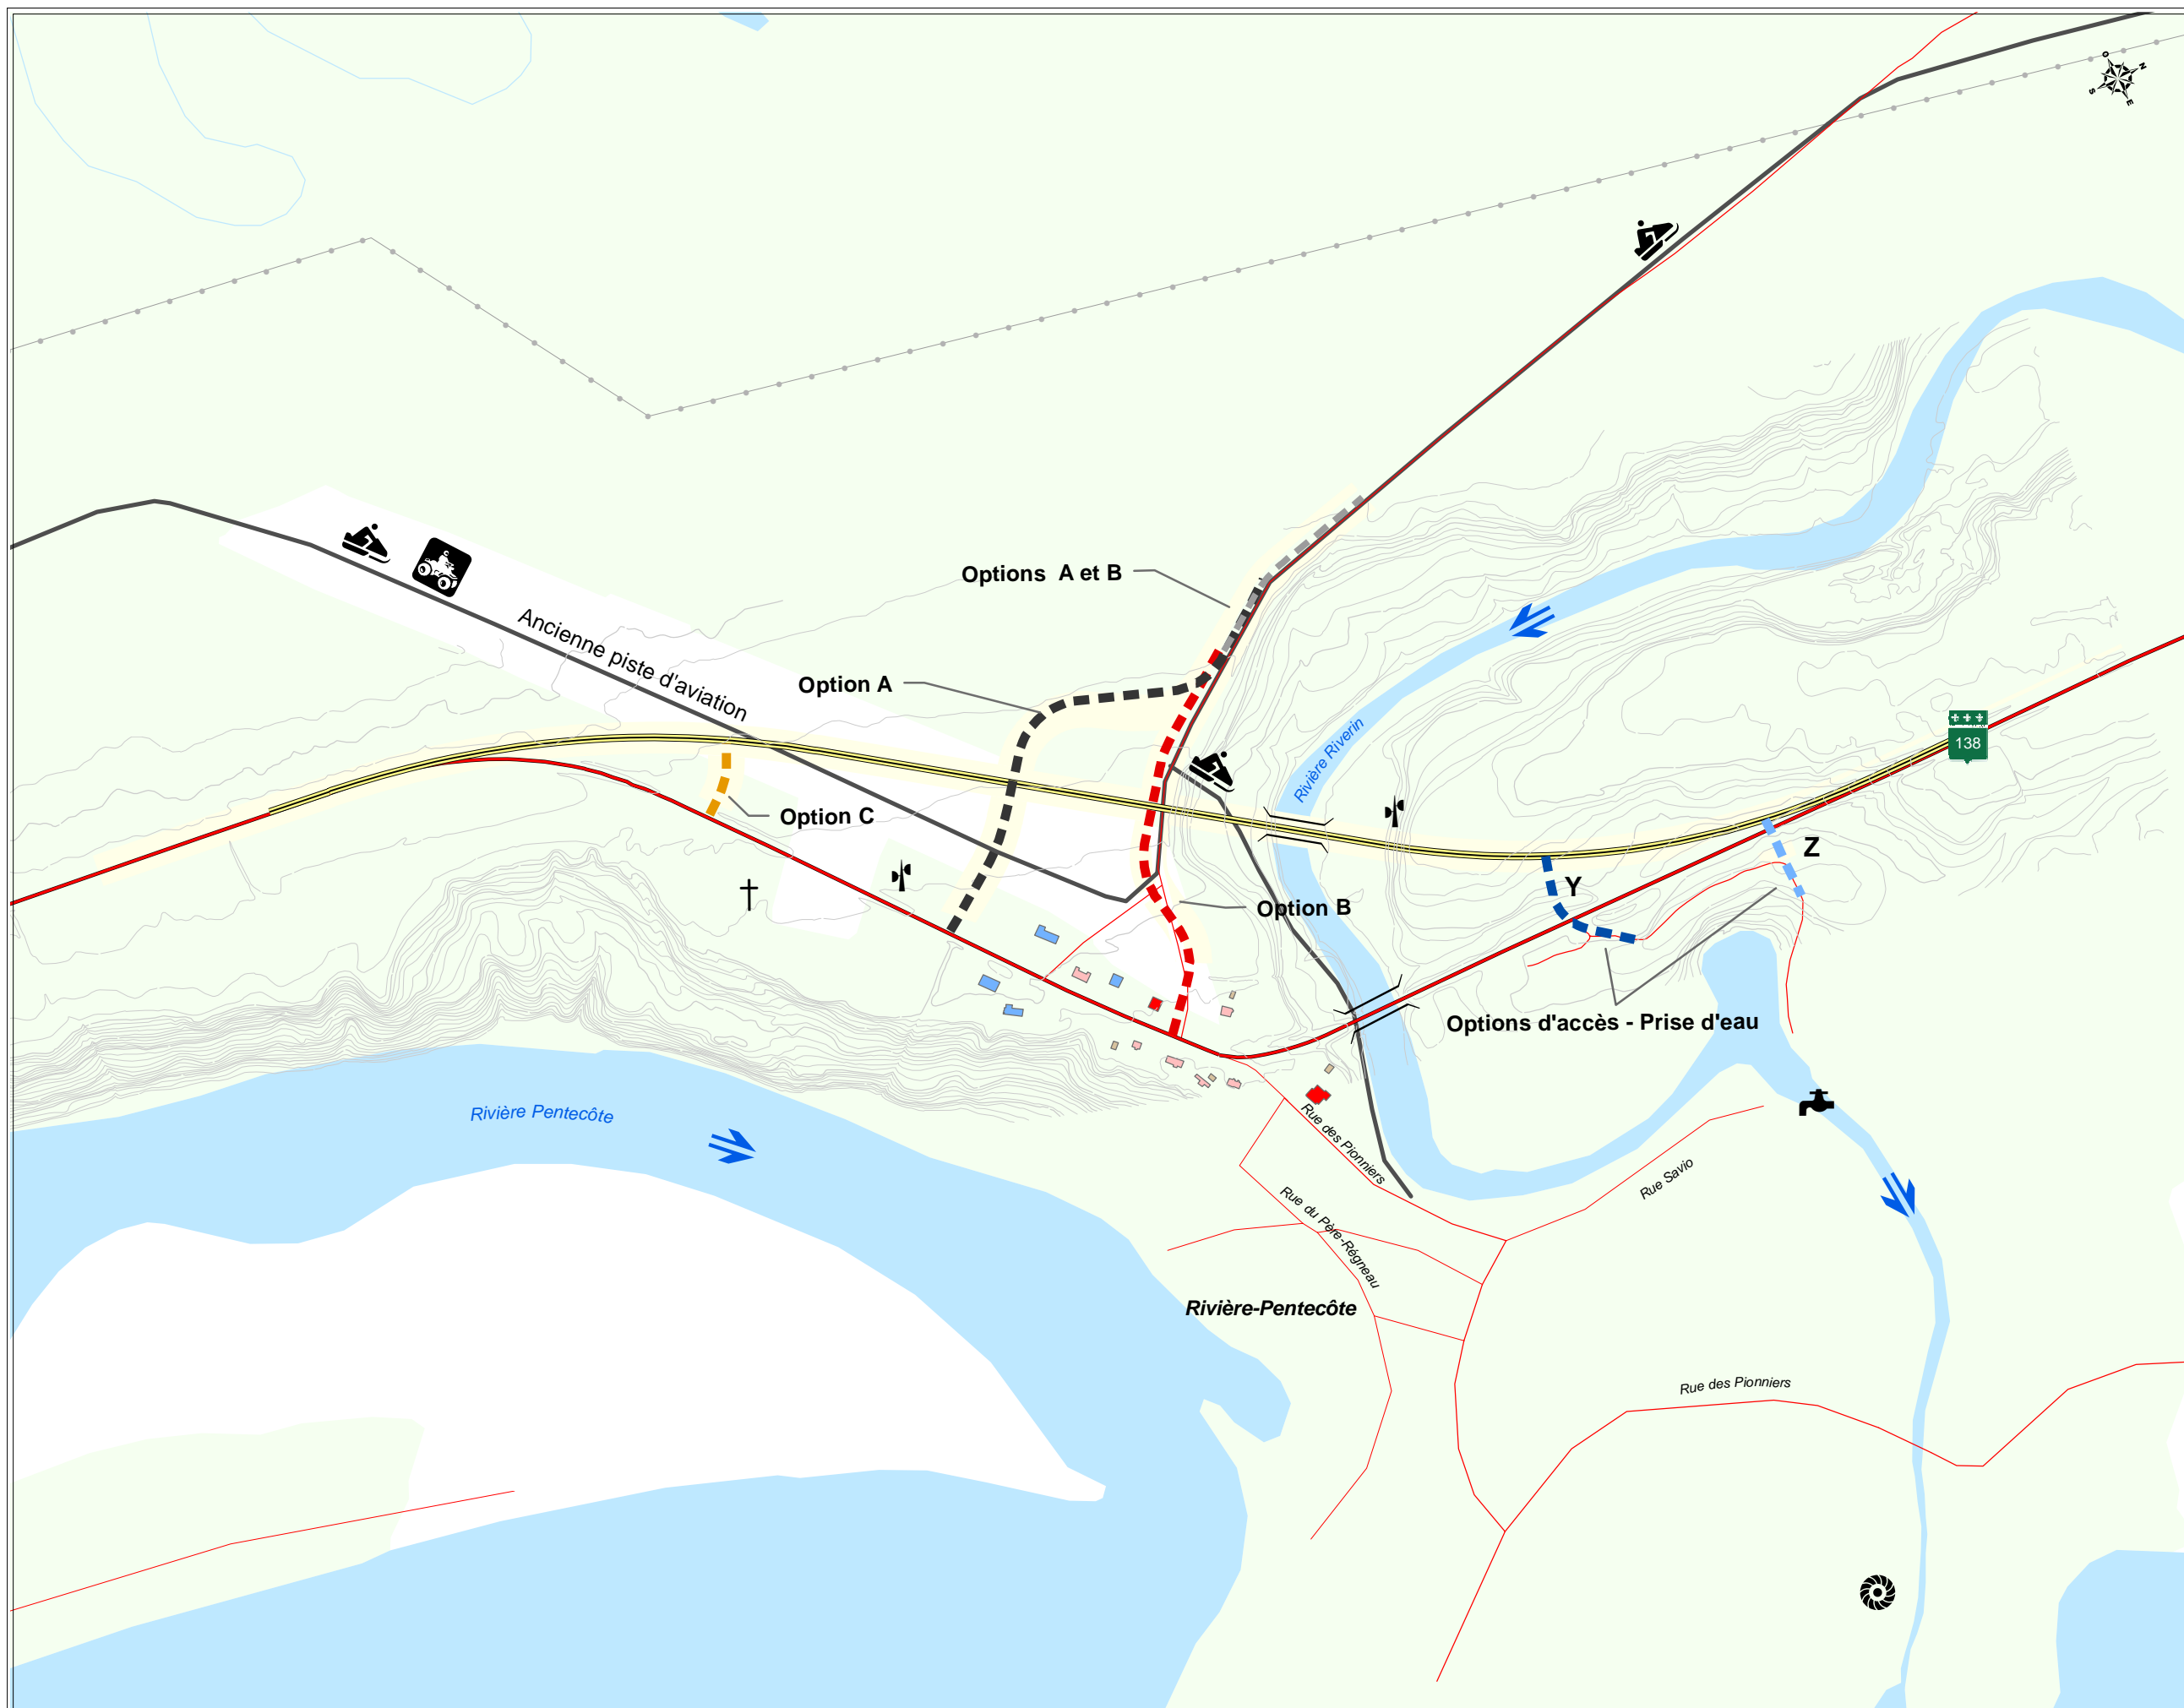 O
N
S
E
Options A et B
Ancienne piste d'aviation
Option A
Rivière Riverin
138
Option C
Z
Y
Option B
Options d'accès - Prise d'eau
Rivière Pentecôte
Rue des Pionniers
Rue Savio
Rue du Père-Régneau
Rivière-Pentecôte
Rue des Pionniers